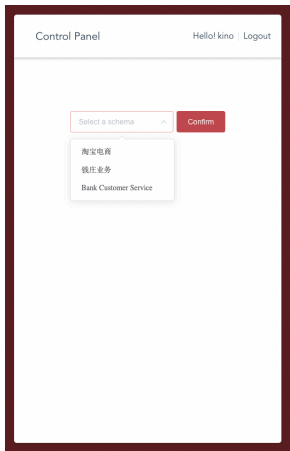 Control Panel
Hello! kino | Logout
Select a schema
Confirm
淘宝电商
钱庄业务
Bank Customer Service